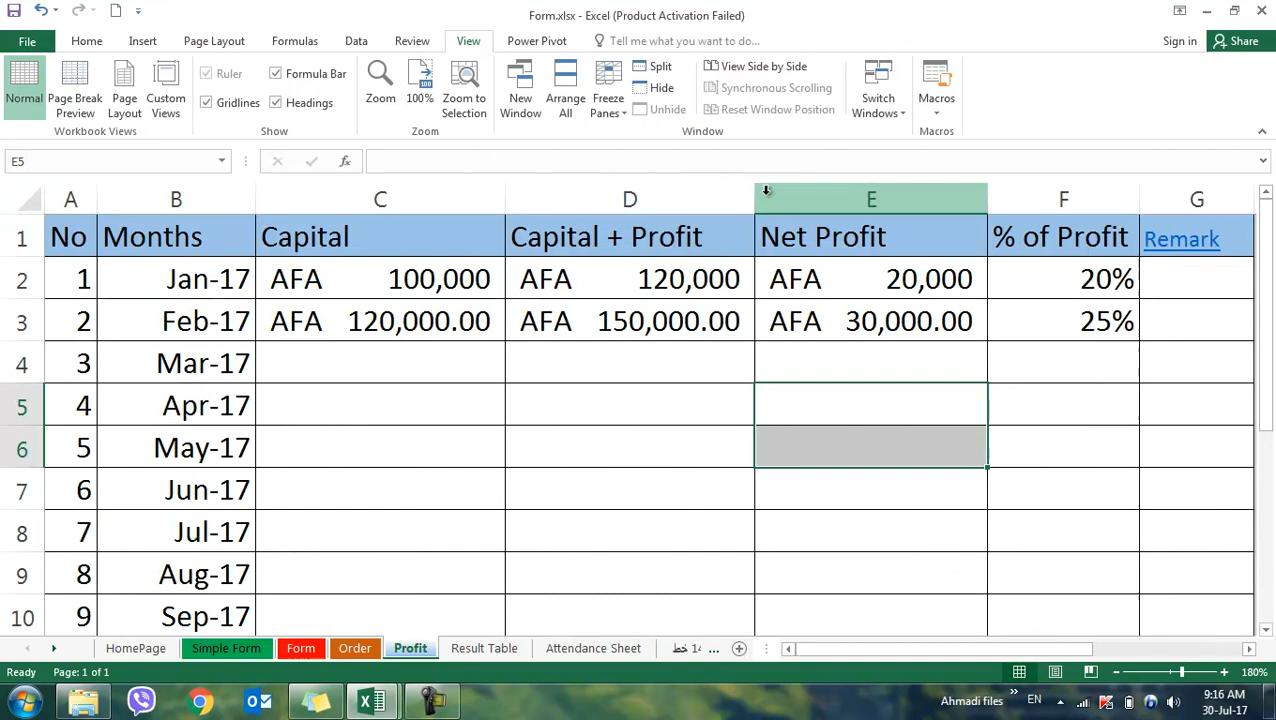 Form.xlsx - Excel (Product Activation Failed)
File Home Insert Page Layout Formulas Data Review View Power Pivot Tell me what you want to do... Sign in Share
Normal Page Break Preview Page Layout Custom Views
Ruler Formula Bar
Gridlines Headings
Zoom 100% Zoom to Selection
New Window Arrange All Freeze Panes
Split
Hide
Unhide
View Side by Side
Synchronous Scrolling
Reset Window Position
Switch Windows Macros
Workbook Views Show Zoom Window Macros
E5 fx
A B C D E F G
1 No Months Capital Capital + Profit Net Profit % of Profit Remark
2 1 Jan-17 AFA 100,000 AFA 120,000 AFA 20,000 20%
3 2 Feb-17 AFA 120,000.00 AFA 150,000.00 AFA 30,000.00 25%
4 3 Mar-17
5 4 Apr-17
6 5 May-17
7 6 Jun-17
8 7 Jul-17
9 8 Aug-17
10 9 Sep-17
HomePage Simple Form Form Order Profit Result Table Attendance Sheet خط 14 ...
Ready Page: 1 of 1 180%
Ahmadi files EN 9:16 AM
30-Jul-17